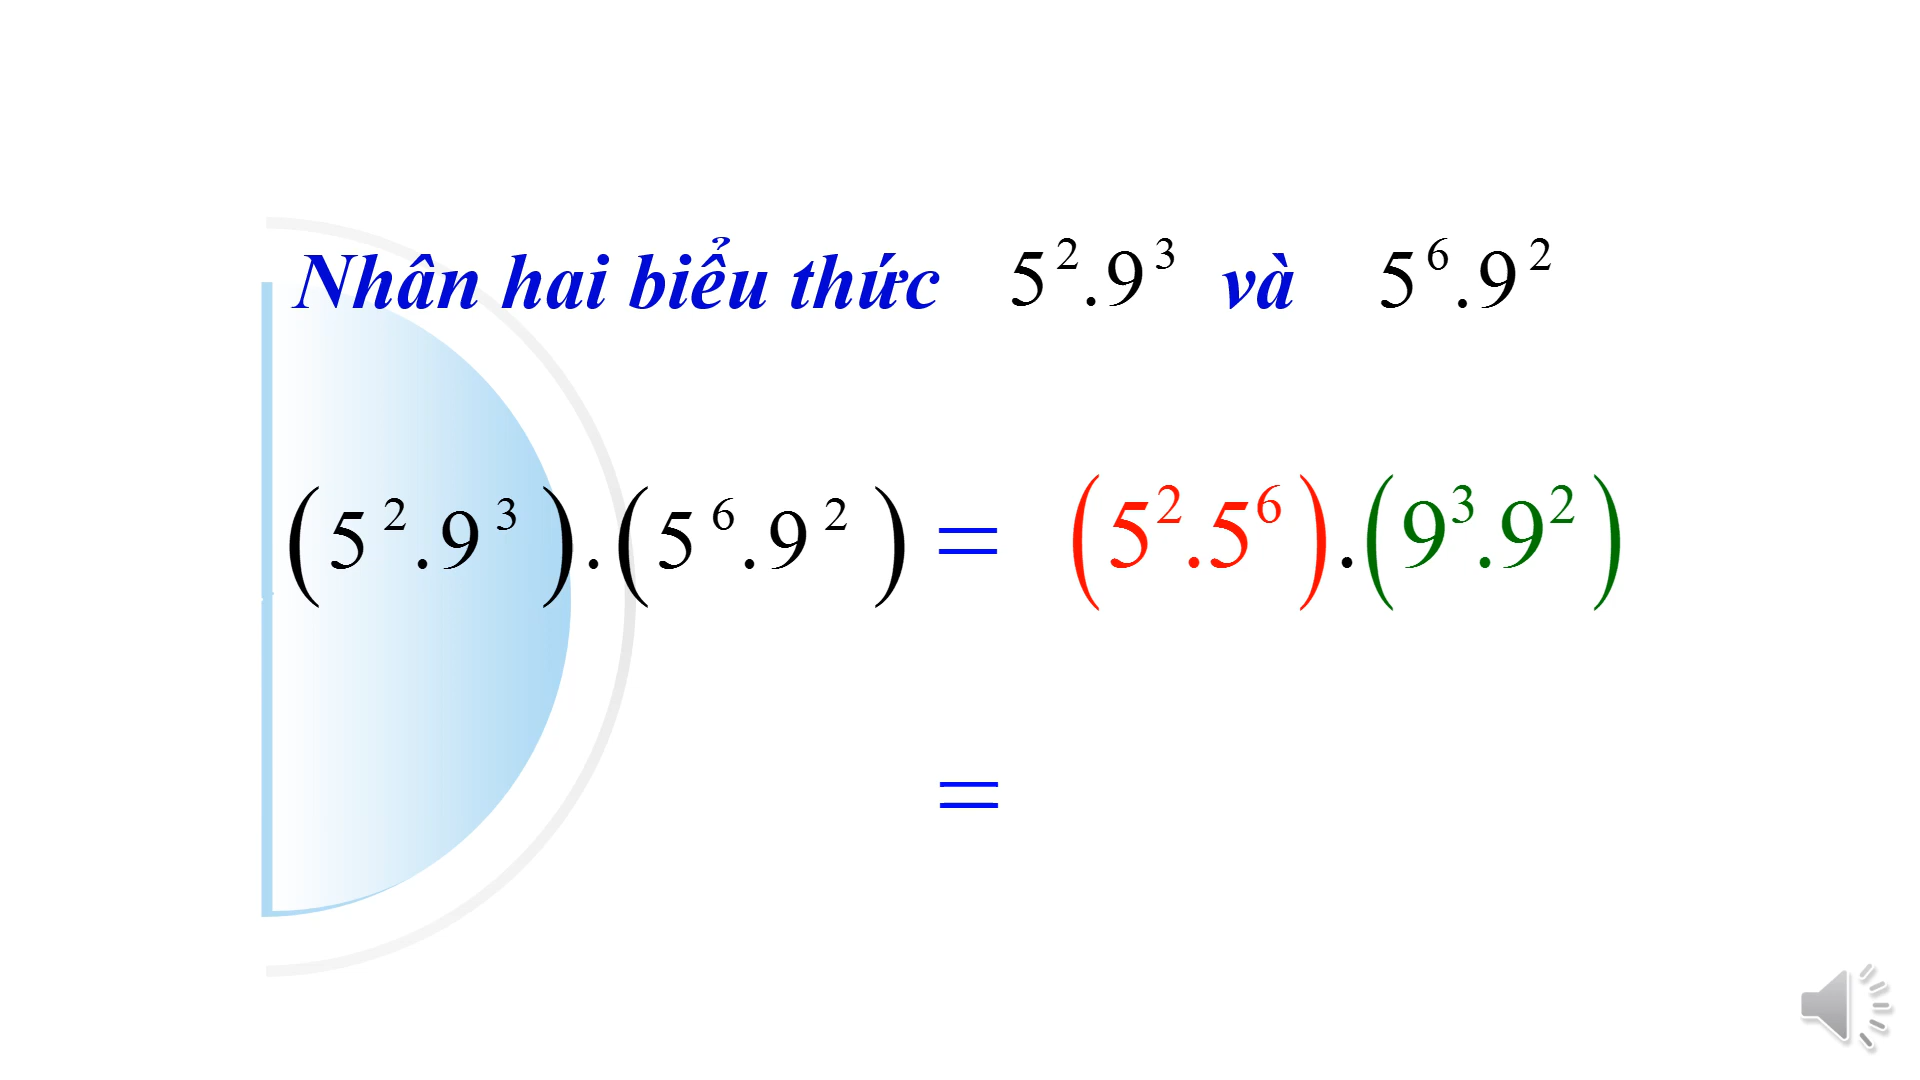 Nhân hai biểu thức 5².9³ và 5⁶.9²
(5².9³).(5⁶.9²) = (5².5⁶).(9³.9²)
=